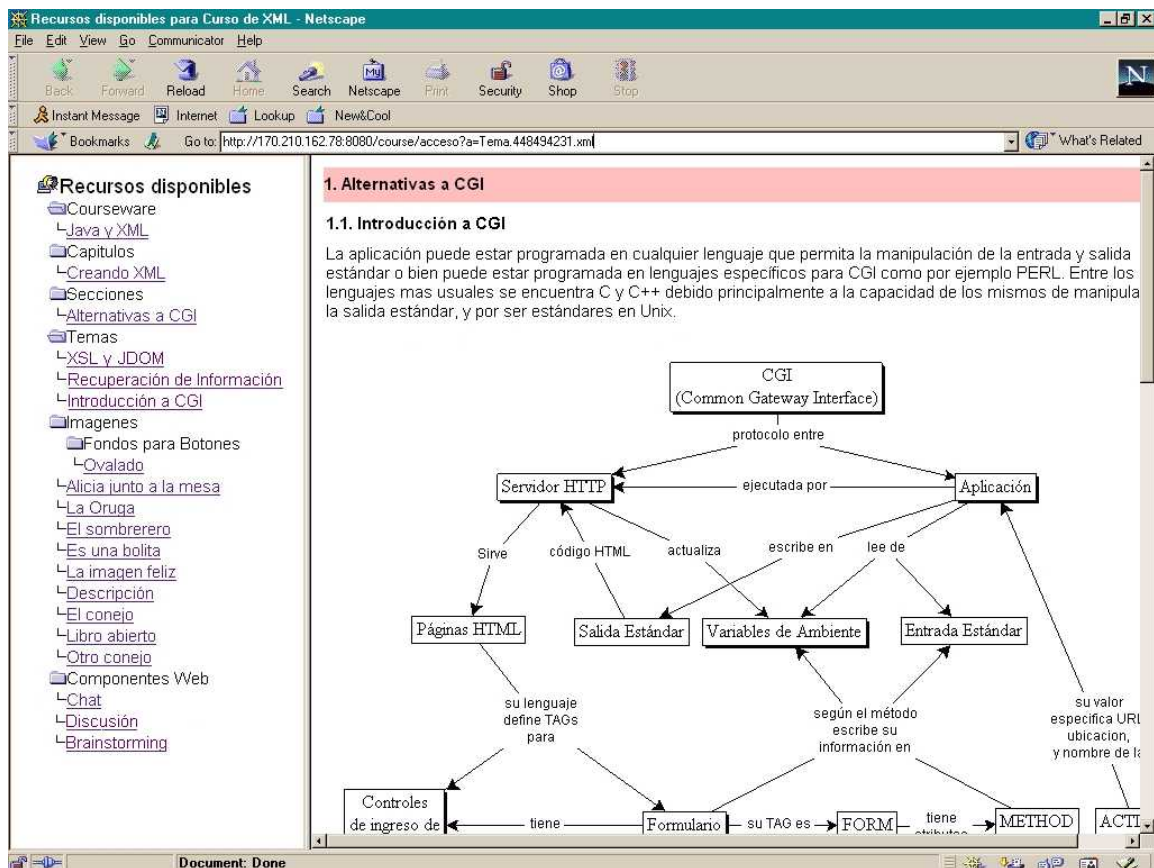 Recursos disponibles para Curso de XML - Netscape
File Edit View Go Communicator Help
Back Forward Reload Home Search Netscape Print Security Shop Stop
My
N
Instant Message Internet Lookup New&Cool
Bookmarks Go to: http://170.210.162.78:8080/course/acceso?a=Tema.448494231.xml What's Related
Recursos disponibles
Courseware
Java y XML
Capitulos
Creando XML
Secciones
Alternativas a CGI
Temas
XSL y JDOM
Recuperación de Información
Introducción a CGI
Imagenes
Fondos para Botones
Ovalado
Alicia junto a la mesa
La Oruga
El sombrerero
Es una bolita
La imagen feliz
Descripción
El conejo
Libro abierto
Otro conejo
Componentes Web
Chat
Discusión
Brainstorming
1. Alternativas a CGI
1.1. Introducción a CGI
La aplicación puede estar programada en cualquier lenguaje que permita la manipulación de la entrada y salida
estándar o bien puede estar programada en lenguajes específicos para CGI como por ejemplo PERL. Entre los
lenguajes mas usuales se encuentra C y C++ debido principalmente a la capacidad de los mismos de manipula
la salida estándar, y por ser estándares en Unix.
CGI
(Common Gateway Interface)
protocolo entre
Servidor HTTP
ejecutada por
Aplicación
Sirve
código HTML
actualiza
escribe en
lee de
Páginas HTML
Salida Estándar
Variables de Ambiente
Entrada Estándar
su lenguaje
define TAGs
para
según el método
escribe su
información en
su valor
especifica URL
ubicacion,
y nombre de la
Controles
de ingreso de
tiene
Formulario
su TAG es
FORM
tiene
METHOD
ACTI
Document: Done